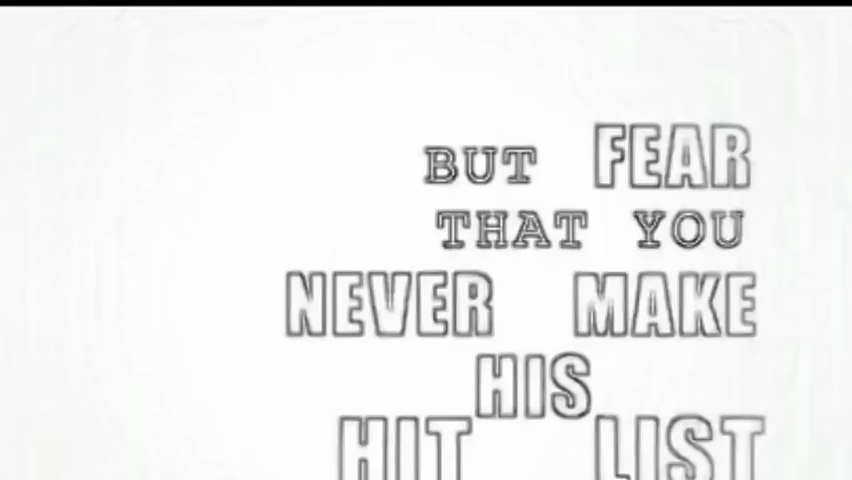 BUT FEAR
THAT YOU
NEVER MAKE
HIS
HIT LIST